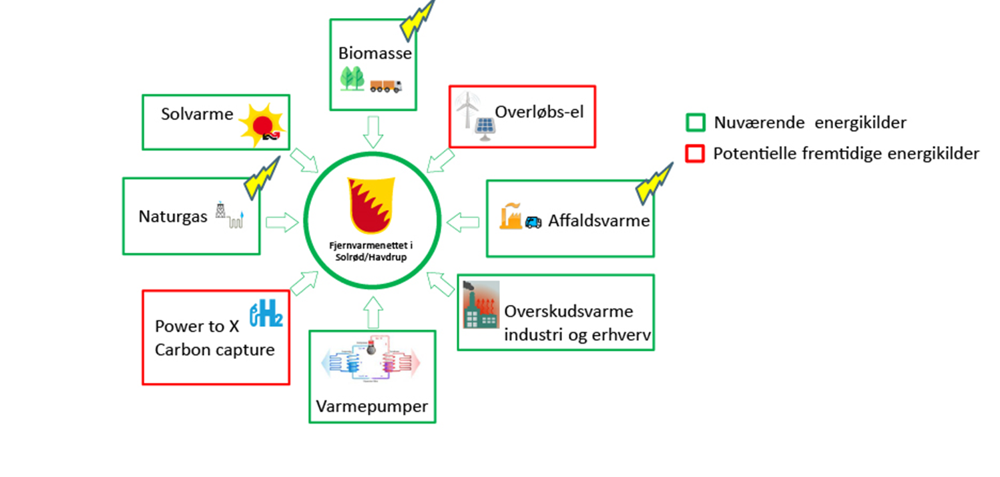 Biomasse
Solvarme
Overløbs-el
Nuværende energikilder
Potentielle fremtidige energikilder
Naturgas
Affaldsvarme
Fjernvarmenettet i
Solrød/Havdrup
Power to X
Carbon capture
H2
Overskudsvarme
industri og erhverv
Varmepumper